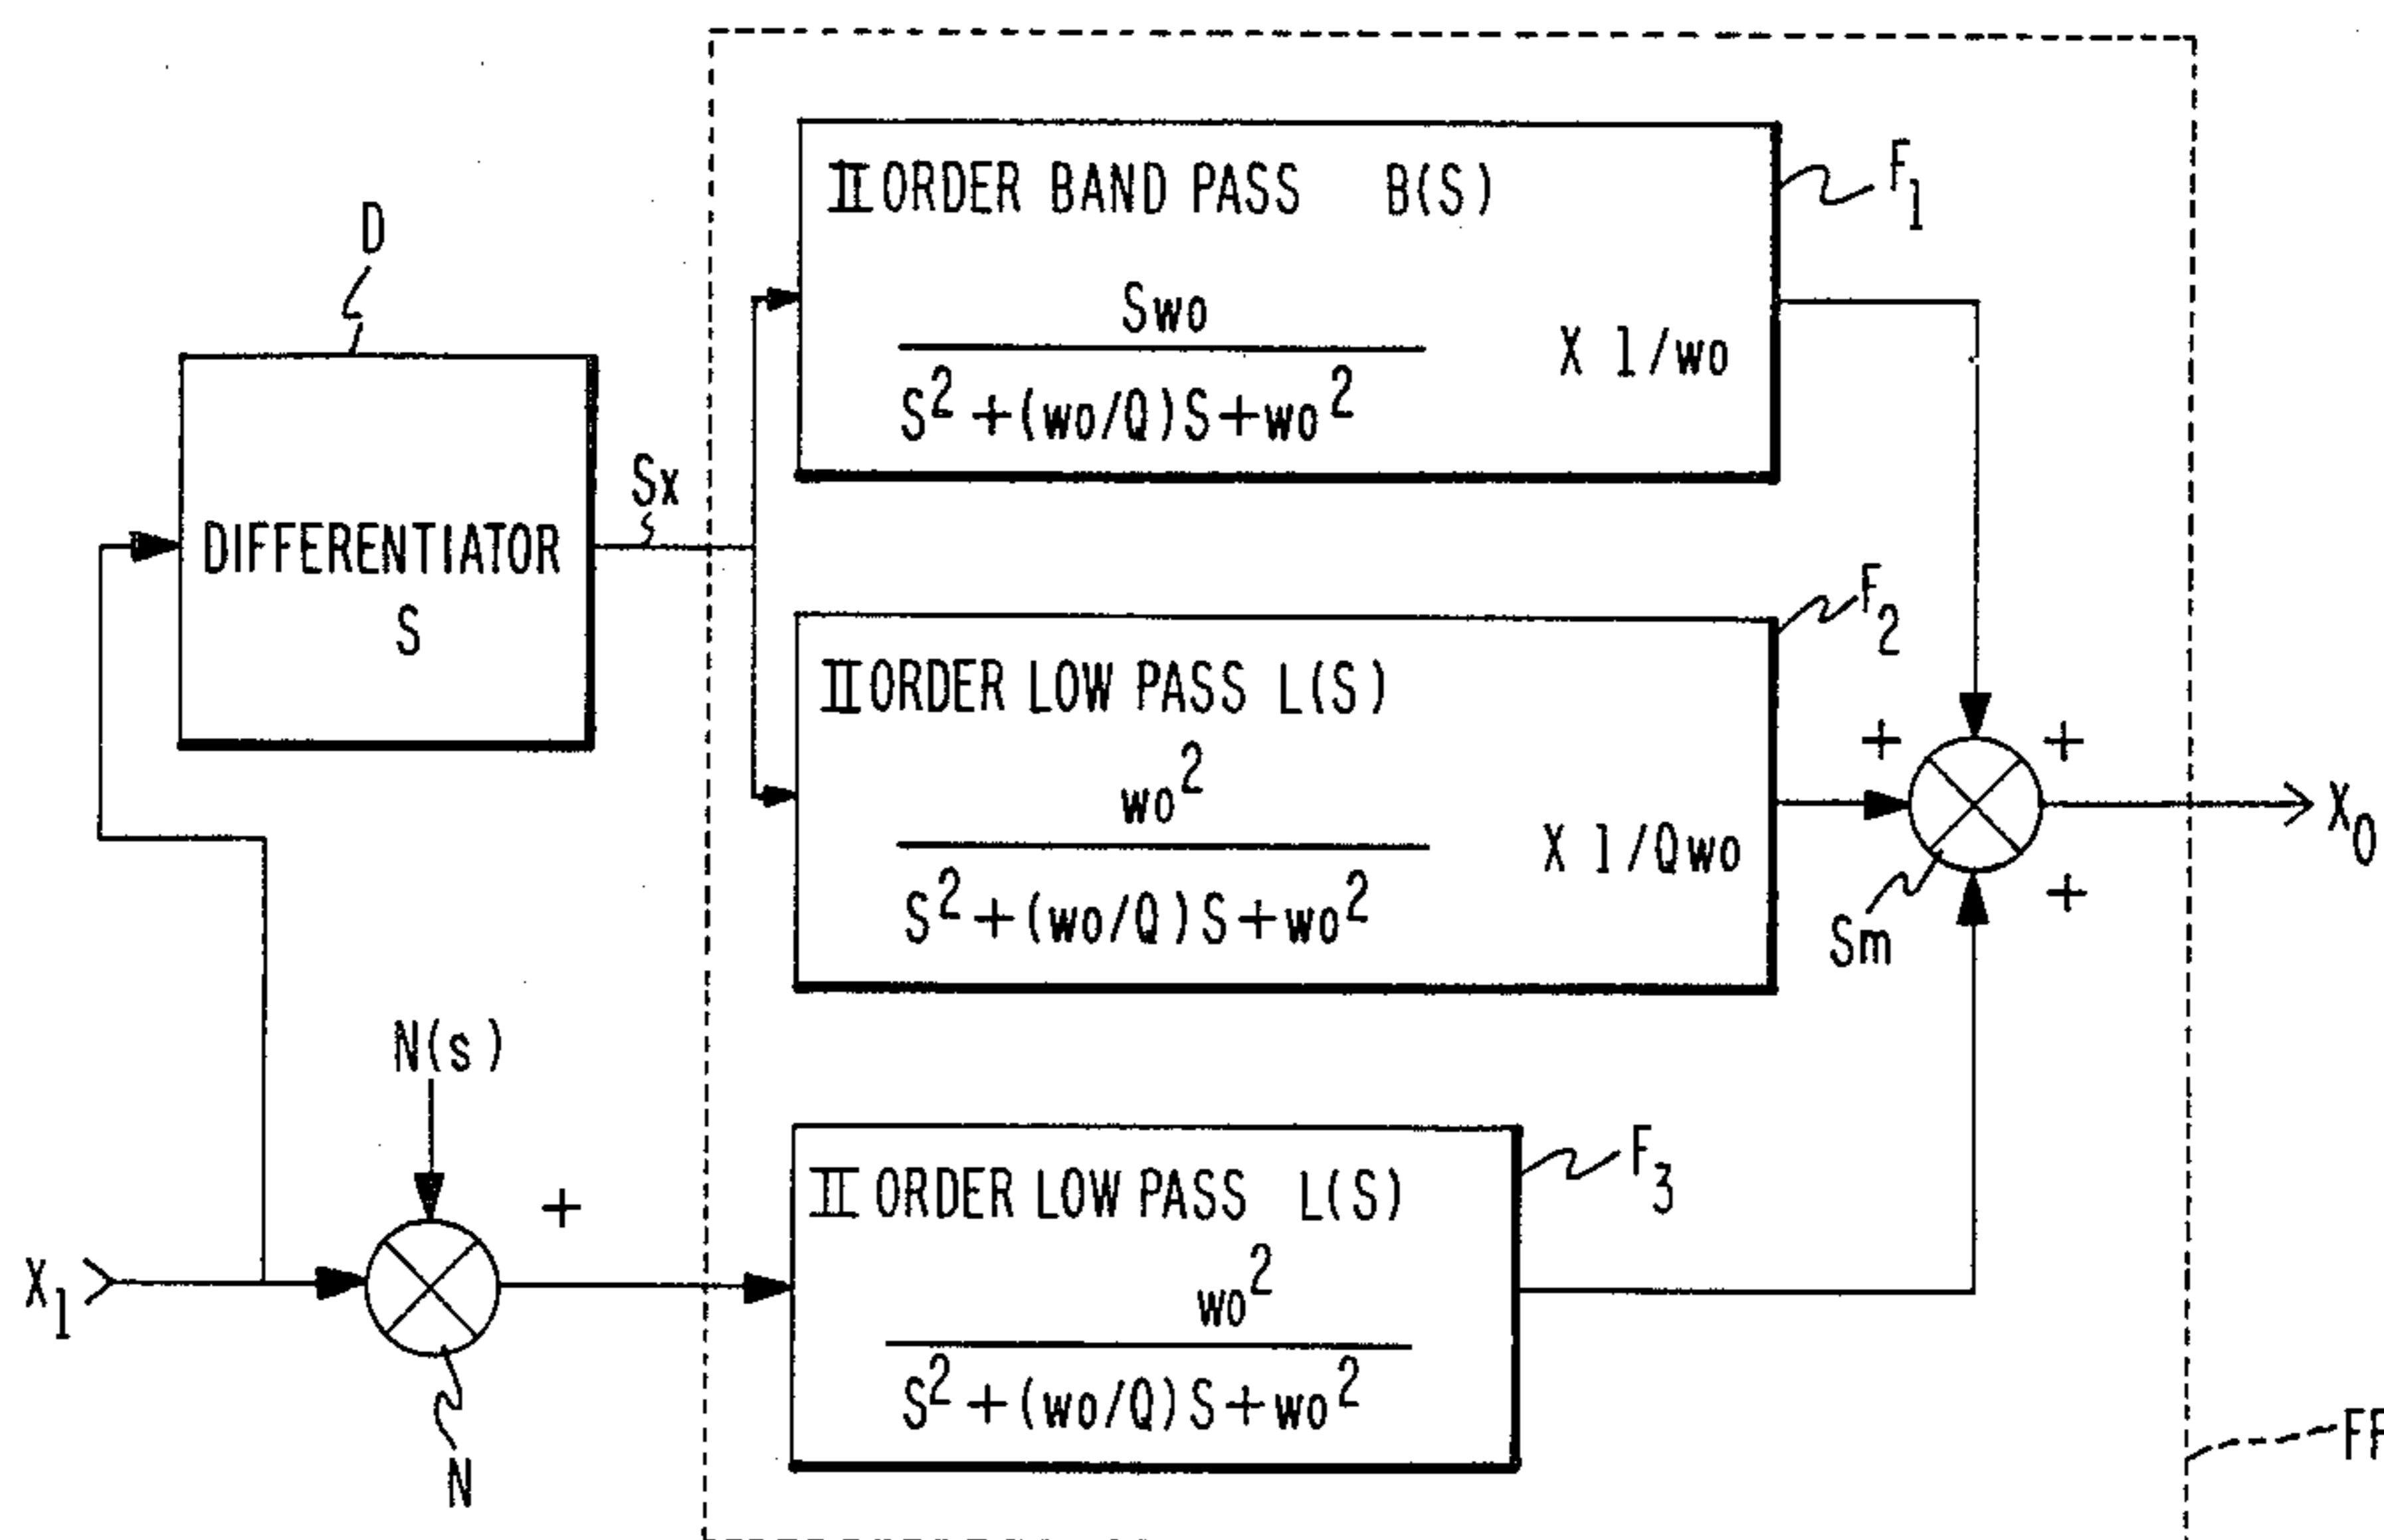 II ORDER BAND PASS B(S)
Swo
S² + (wo/Q)S + wo²
X 1/wo
F₁
D
DIFFERENTIATOR
S
Sx
II ORDER LOW PASS L(S)
wo²
S² + (wo/Q)S + wo²
X 1/Qwo
F₂
+
+
+
Sm
X₀
N(s)
+
X₁
N
II ORDER LOW PASS L(S)
wo²
S² + (wo/Q)S + wo²
F₃